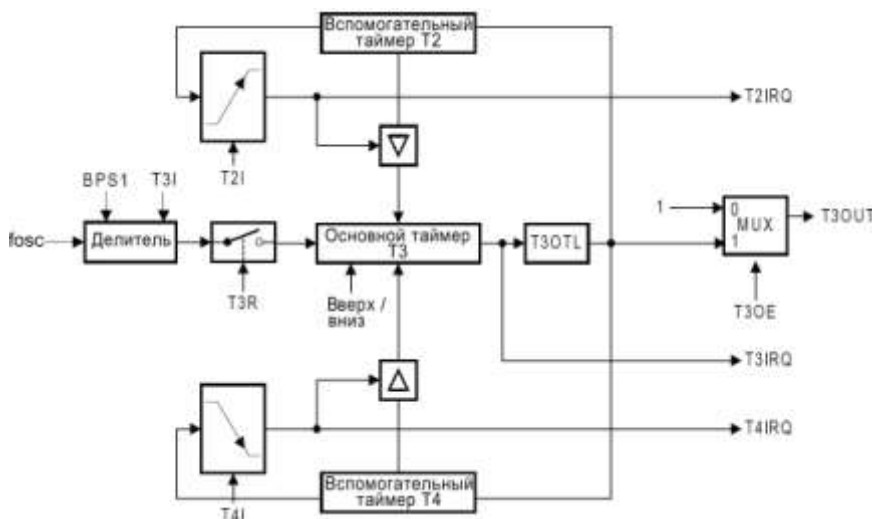 Вспомогательный
таймер T2
T2IRQ
T2I
BPS1
T3I
fosc
Делитель
Основной таймер
T3
T3OTL
1
0
MUX
1
T3OUT
T3R
Вверх /
вниз
T3OE
T3IRQ
T4IRQ
Вспомогательный
таймер T4
T4I